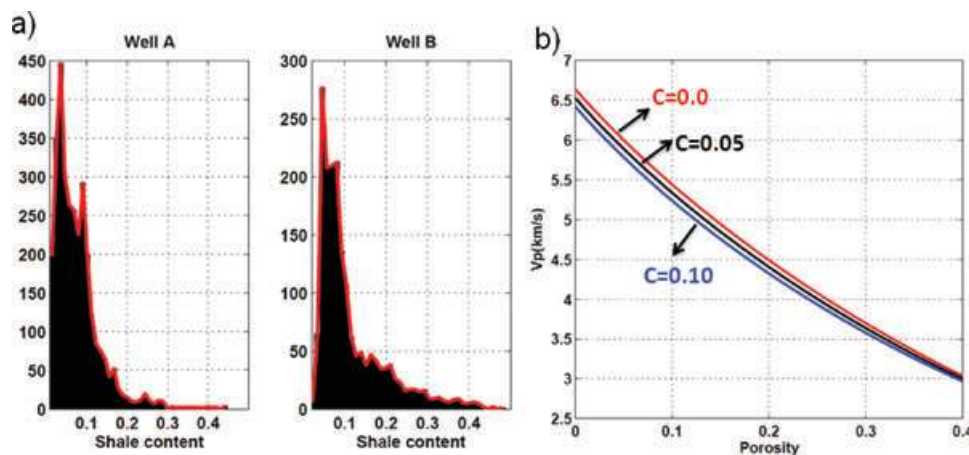 a)
Well A
450
400
350
300
250
200
150
100
50
0
0.1 0.2 0.3 0.4
Shale content
Well B
300
250
200
150
100
50
0
0.1 0.2 0.3 0.4
Shale content
b)
7
6.5
6
5.5
5
4.5
4
3.5
3
2.5
Vp(km/s)
C=0.0
C=0.05
C=0.10
0 0.1 0.2 0.3 0.4
Porosity